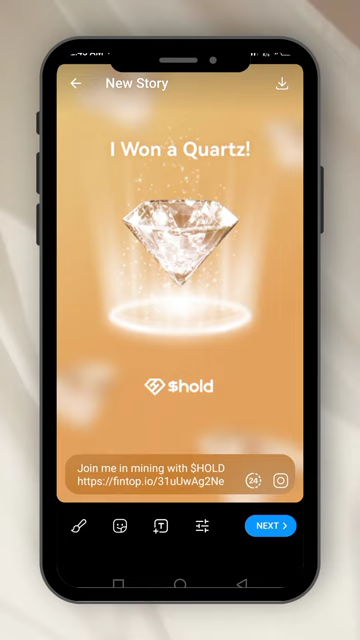 New Story
I Won a Quartz!
$hold
Join me in mining with $HOLD
https://fintop.io/31uUwAg2Ne
24
NEXT